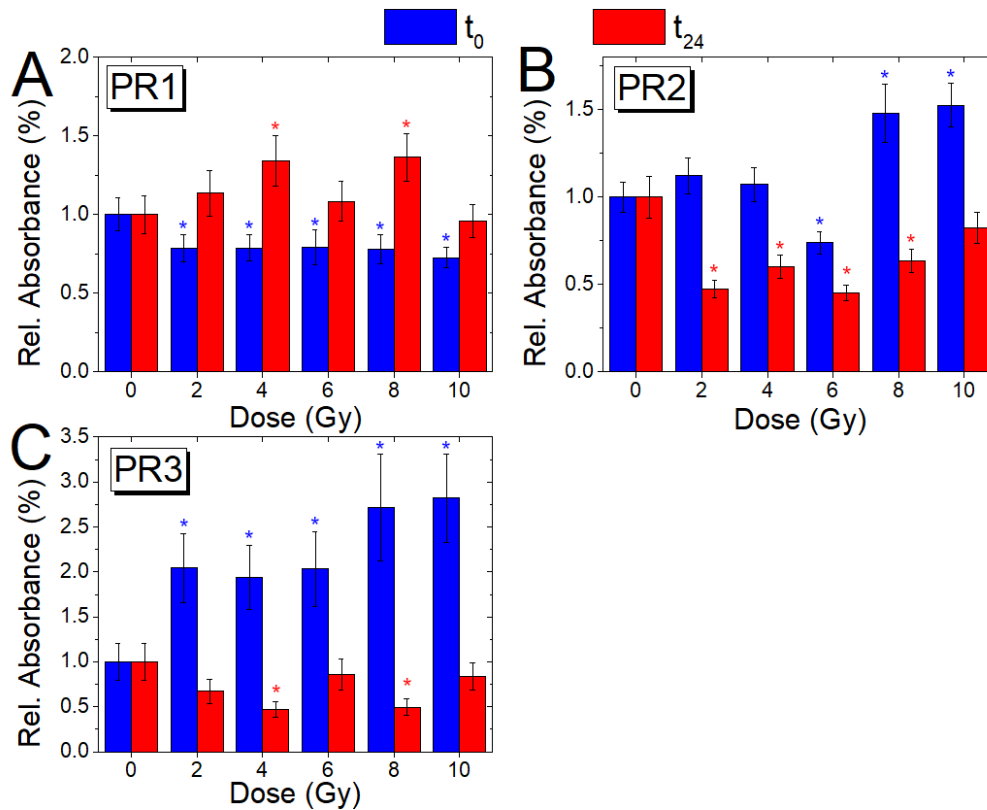 t0 t24
A
PR1
Rel. Absorbance (%)
2.0
1.5
1.0
0.5
0.0
* * * * * * *
0 2 4 6 8 10
Dose (Gy)
B
PR2
Rel. Absorbance (%)
1.5
1.0
0.5
0.0
* * * * * * *
0 2 4 6 8 10
Dose (Gy)
C
PR3
Rel. Absorbance (%)
3.5
3.0
2.5
2.0
1.5
1.0
0.5
0.0
* * * * * * *
0 2 4 6 8 10
Dose (Gy)